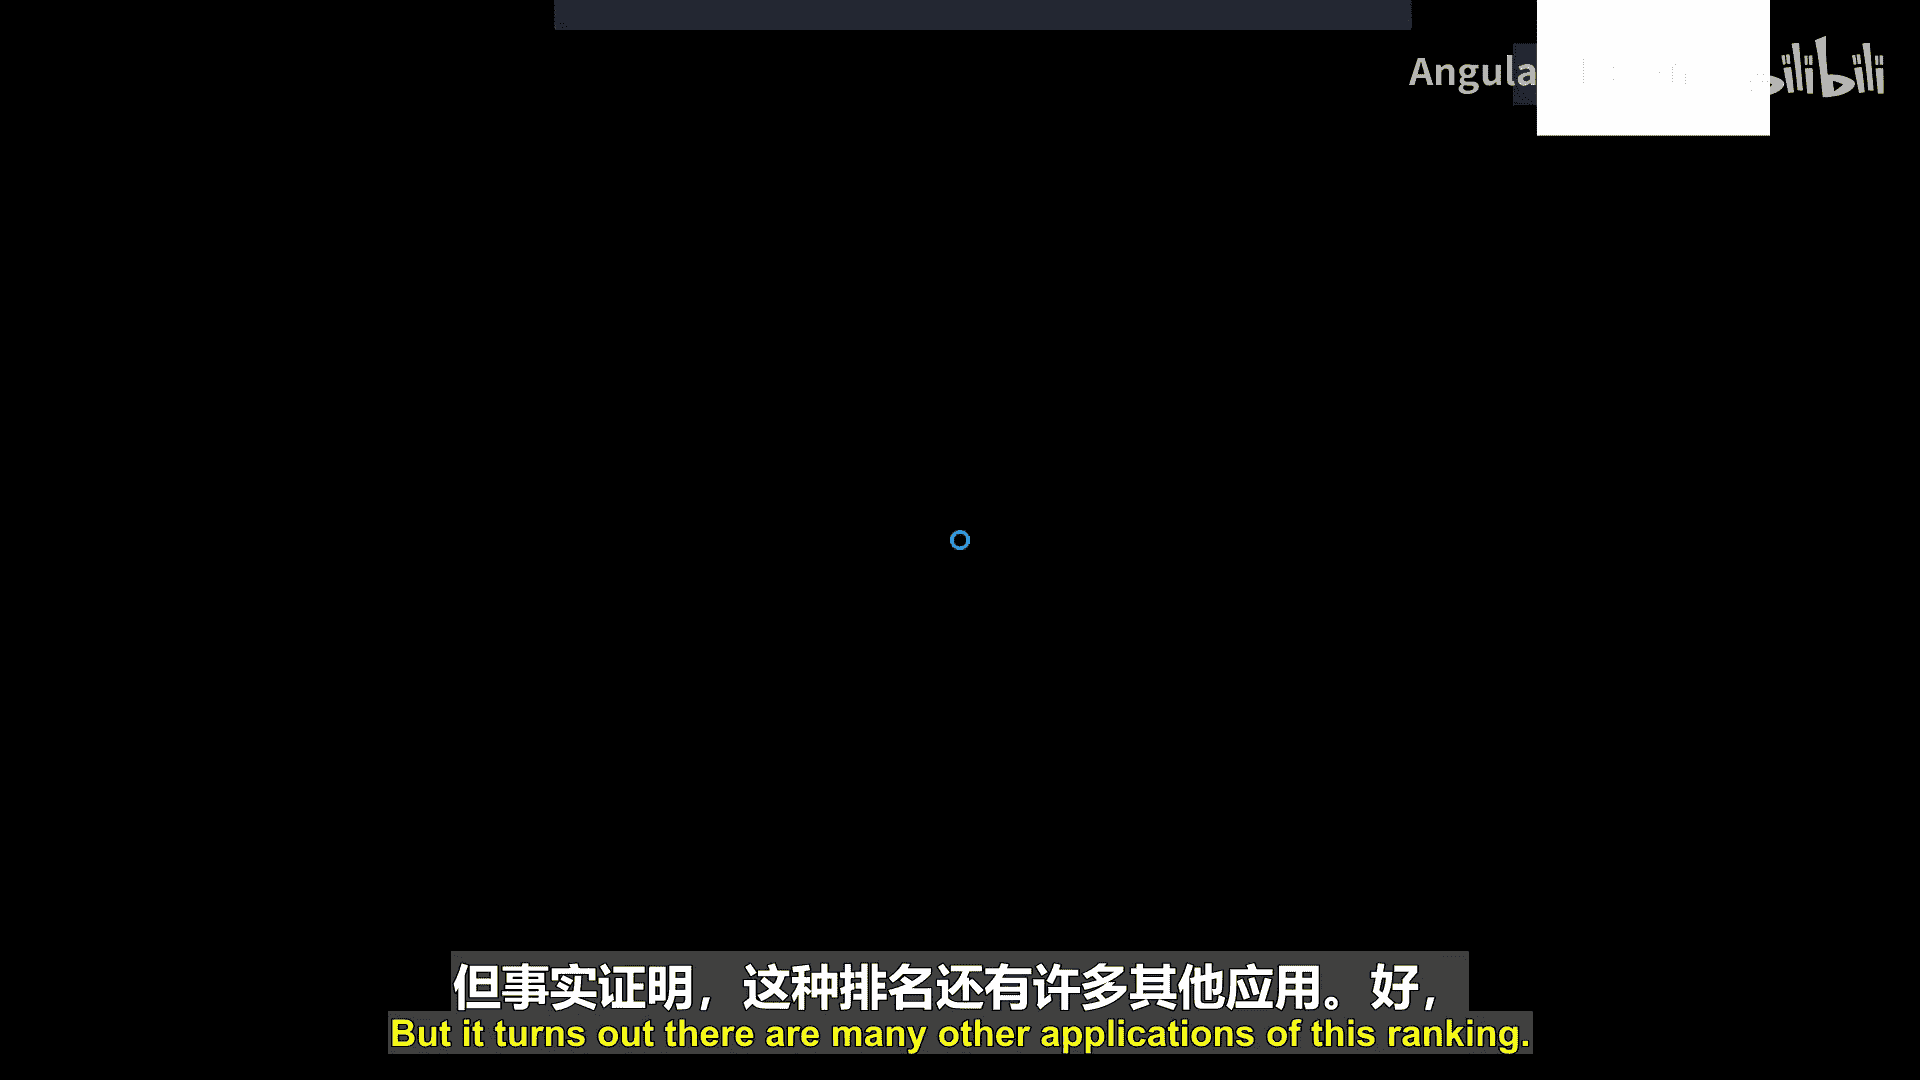 Angula
bilibili
但事实证明，这种排名还有许多其他应用。好，
But it turns out there are many other applications of this ranking.